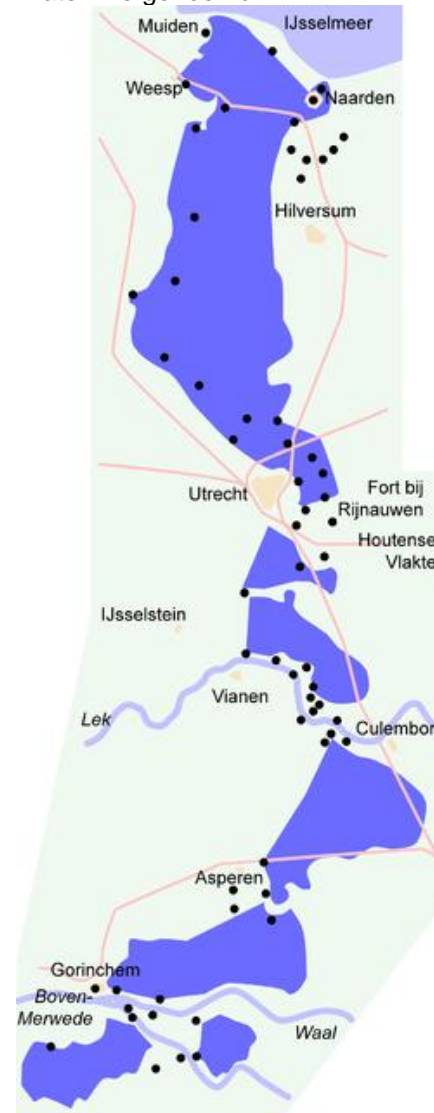 Muiden
IJsselmeer
Weesp
Naarden
Hilversum
Utrecht
Fort bij
Rijnauwen
Houtense
Vlakte
IJsselstein
Vianen
Lek
Culembor
Asperen
Gorinchem
Boven-
Merwede
Waal